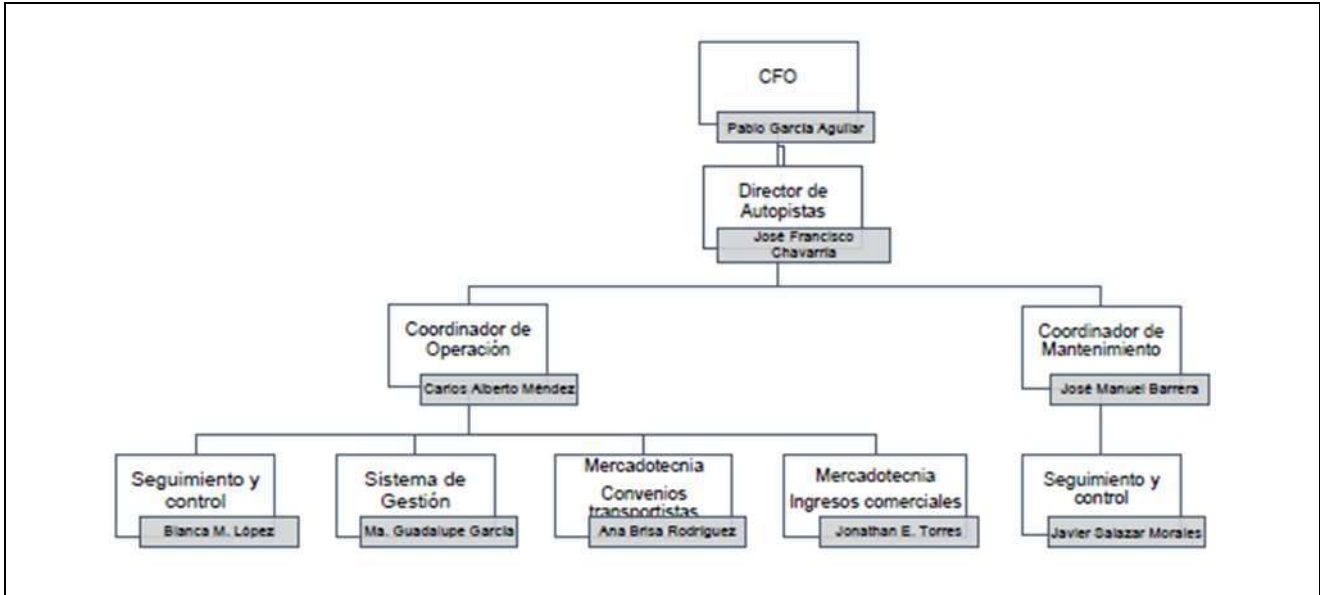 CFO
Pablo García Aguilar
Director de
Autopistas
José Francisco
Chavarría
Coordinador de
Operación
Carlos Alberto Méndez
Coordinador de
Mantenimiento
José Manuel Barrera
Seguimiento y
control
Blanca M. López
Sistema de
Gestión
Ma. Guadalupe García
Mercadotecnia
Convenios
transportistas
Ana Brisa Rodríguez
Mercadotecnia
Ingresos comerciales
Jonathan E. Torres
Seguimiento y
control
Javier Salazar Morales